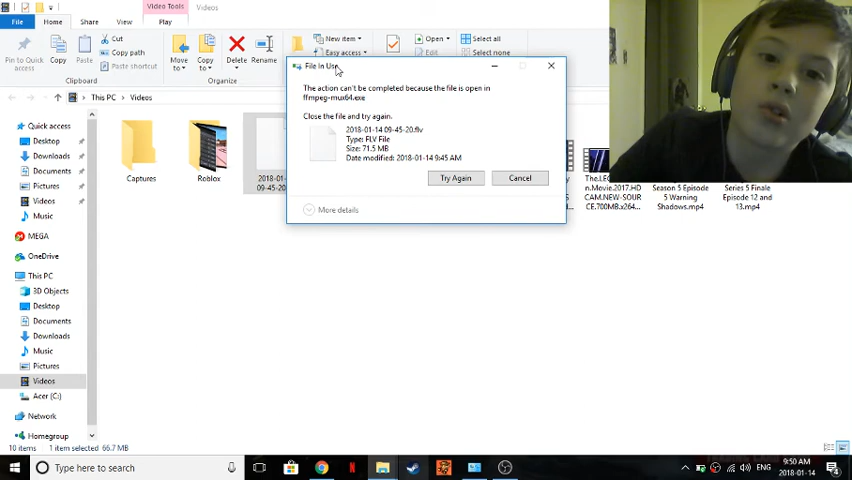 Video Tools
Videos
File
Home
Share
View
Play
Pin to Quick
access
Copy
Paste
Cut
Copy path
Paste shortcut
Clipboard
Move
to
Copy
to
Delete
Rename
Organize
New item
Easy access
Open
Edit
Select all
Select none
This PC
Videos
Quick access
Desktop
Downloads
Documents
Pictures
Videos
Music
MEGA
OneDrive
This PC
3D Objects
Desktop
Documents
Downloads
Music
Pictures
Videos
Acer (C:)
Network
Homegroup
Captures
Roblox
2018-01-14
09-45-20
File In Use
The action can't be completed because the file is open in
ffmpeg-mux64.exe
Close the file and try again.
2018-01-14 09-45-20.flv
Type: FLV File
Size: 71.5 MB
Date modified: 2018-01-14 9:45 AM
Try Again
Cancel
More details
The.LEG
.Movie.2017.HD
CAM.NEW-SOUR
CE.700MB.x264...
Season 5 Episode
5 Warning
Shadows.mp4
Series 5 Finale
Episode 12 and
13.mp4
10 items
1 item selected 66.7 MB
Type here to search
ENG
9:50 AM
2018-01-14
4